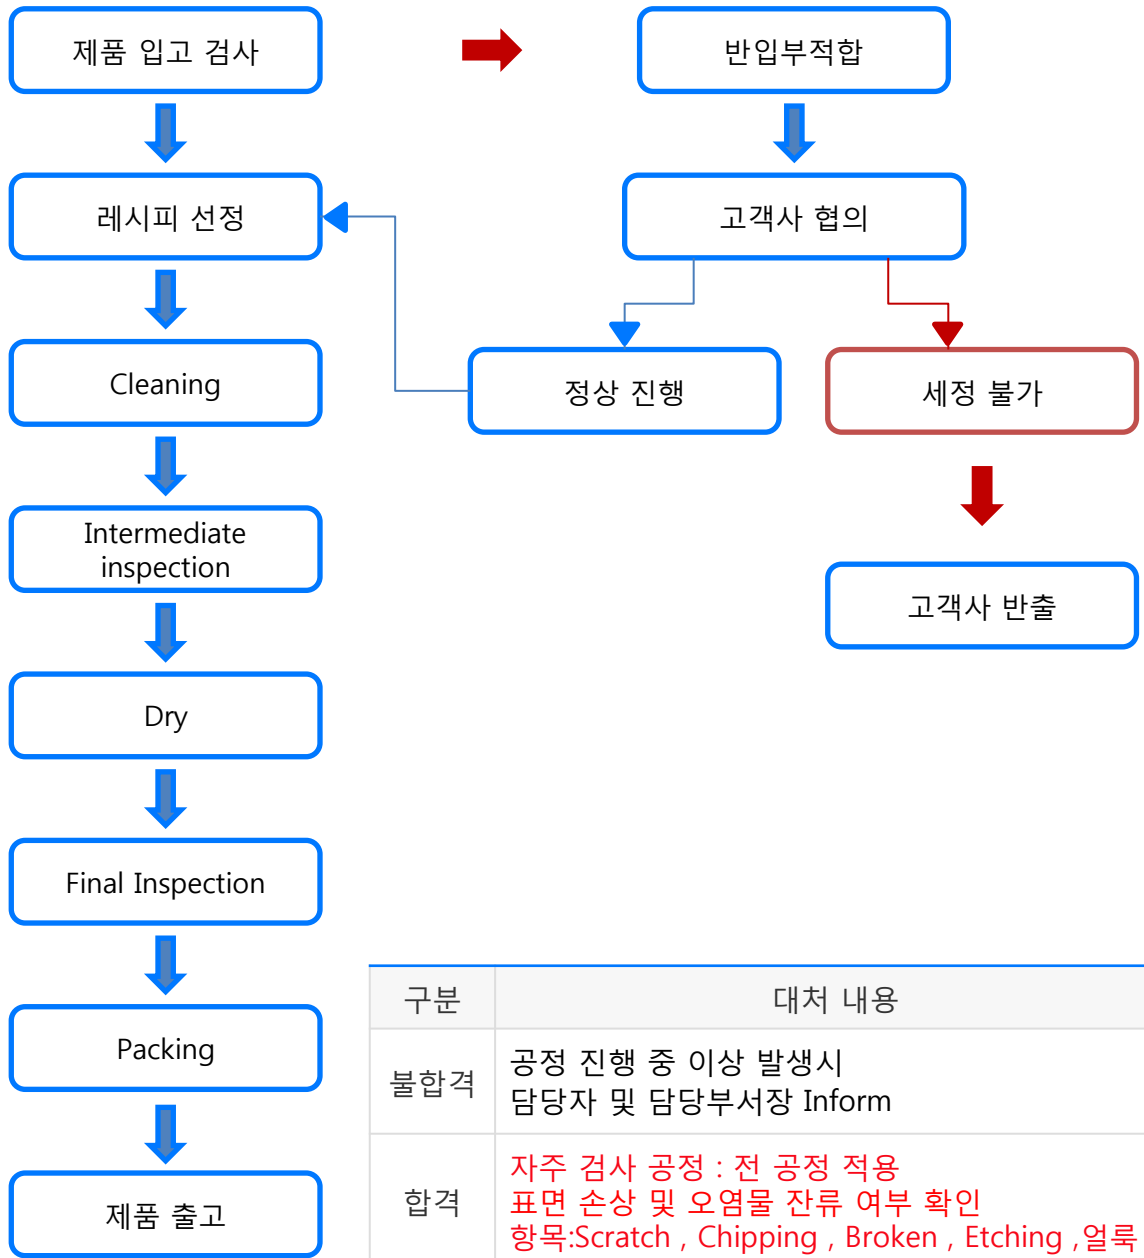 제품 입고 검사
반입부적합
레시피 선정
고객사 협의
Cleaning
정상 진행
세정 불가
Intermediate
inspection
고객사 반출
Dry
Final Inspection
Packing
제품 출고
구분
대처 내용
불합격
공정 진행 중 이상 발생시
담당자 및 담당부서장 Inform
합격
자주 검사 공정 : 전 공정 적용
표면 손상 및 오염물 잔류 여부 확인
항목:Scratch , Chipping , Broken , Etching ,얼룩